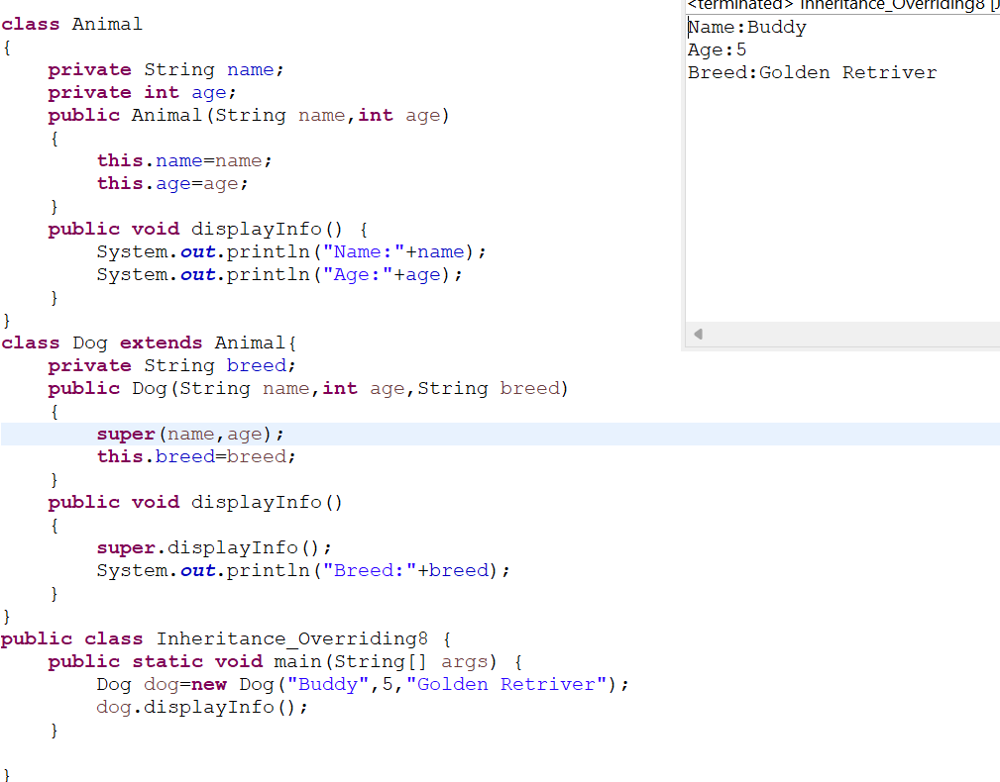 class Animal
{
    private String name;
    private int age;
    public Animal(String name,int age)
    {
        this.name=name;
        this.age=age;
    }
    public void displayInfo() {
        System.out.println("Name:"+name);
        System.out.println("Age:"+age);
    }
}
class Dog extends Animal{
    private String breed;
    public Dog(String name,int age,String breed)
    {
        super(name,age);
        this.breed=breed;
    }
    public void displayInfo()
    {
        super.displayInfo();
        System.out.println("Breed:"+breed);
    }
}
public class Inheritance_Overriding8 {
    public static void main(String[] args) {
        Dog dog=new Dog("Buddy",5,"Golden Retriver");
        dog.displayInfo();
    }

}
<terminated> Inheritance_Overriding8 [J
Name:Buddy
Age:5
Breed:Golden Retriver